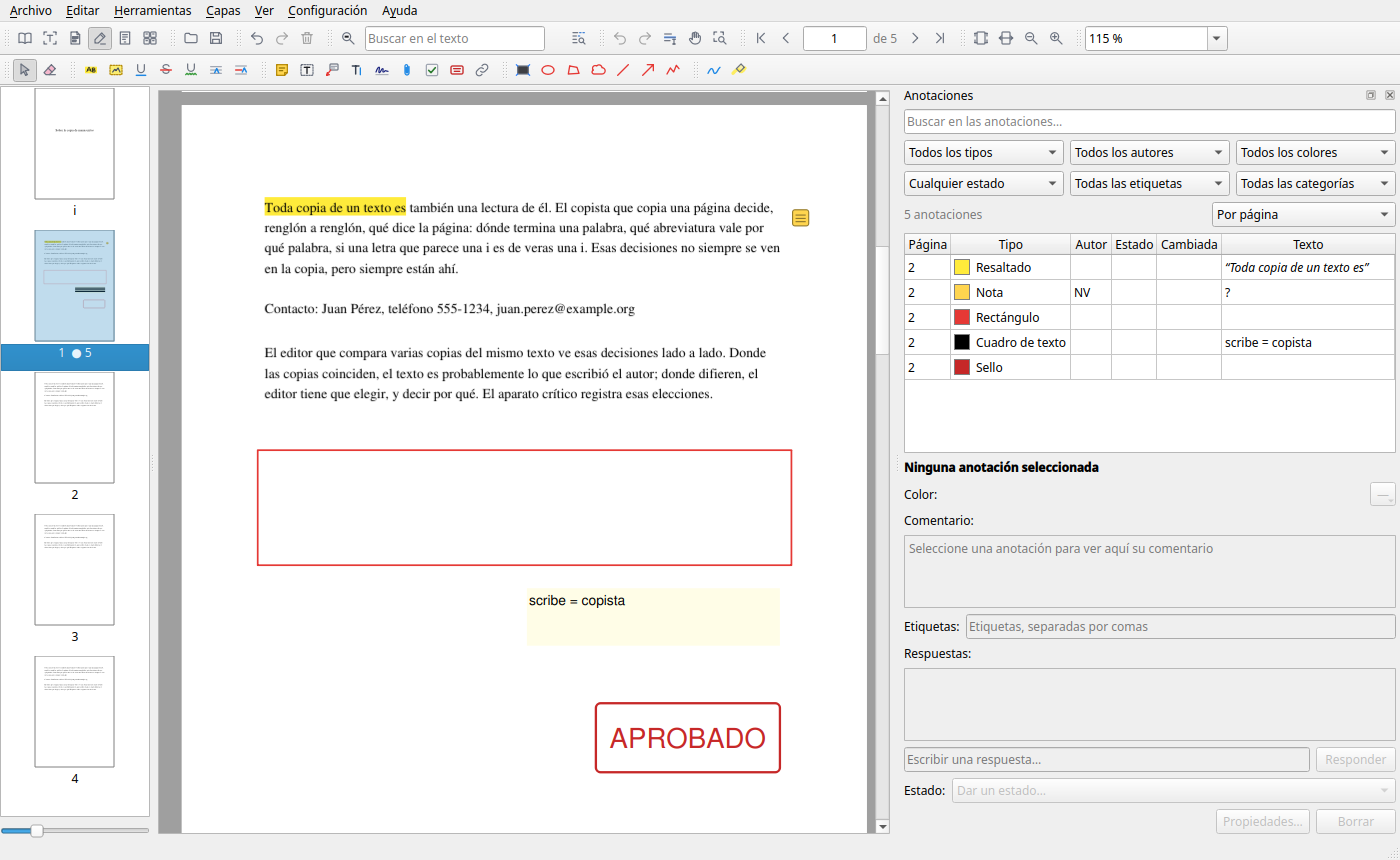 Archivo Editar Herramientas Capas Ver Configuración Ayuda
Buscar en el texto
1 de 5
115 %
i
1 5
2
3
4
Toda copia de un texto es también una lectura de él. El copista que copia una página decide,
renglón a renglón, qué dice la página: dónde termina una palabra, qué abreviatura vale por
qué palabra, si una letra que parece una i es de veras una i. Esas decisiones no siempre se ven
en la copia, pero siempre están ahí.
Contacto: Juan Pérez, teléfono 555-1234, juan.perez@example.org
El editor que compara varias copias del mismo texto ve esas decisiones lado a lado. Donde
las copias coinciden, el texto es probablemente lo que escribió el autor; donde difieren, el
editor tiene que elegir, y decir por qué. El aparato crítico registra esas elecciones.
scribe = copista
APROBADO
Anotaciones
Buscar en las anotaciones...
Todos los tipos Todos los autores Todos los colores
Cualquier estado Todas las etiquetas Todas las categorías
5 anotaciones Por página
Página Tipo Autor Estado Cambiada Texto
2 Resaltado “Toda copia de un texto es”
2 Nota NV ?
2 Rectángulo
2 Cuadro de texto scribe = copista
2 Sello
Ninguna anotación seleccionada
Color:
Comentario:
Seleccione una anotación para ver aquí su comentario
Etiquetas: Etiquetas, separadas por comas
Respuestas:
Escribir una respuesta... Responder
Estado: Dar un estado...
Propiedades... Borrar